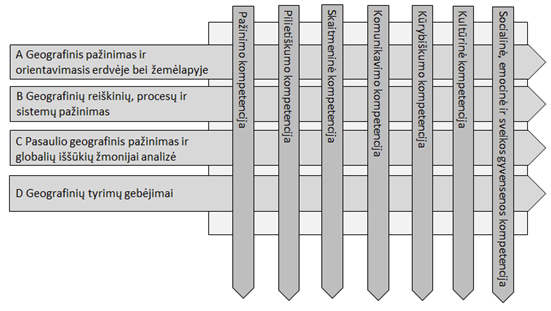 A Geografinis pažinimas ir
orientavimasis erdvėje bei žemėlapyje
B Geografinių reiškinių, procesų ir
sistemų pažinimas
C Pasaulio geografinis pažinimas ir
globalių iššūkių žmonijai analizė
D Geografinių tyrimų gebėjimai
Pažinimo kompetencija
Pilietiškumo kompetencija
Skaitmeninė kompetencija
Komunikavimo kompetencija
Kūrybiškumo kompetencija
Kultūrinė kompetencija
Socialinė, emocinė ir sveikos gyvensenos kompetencija